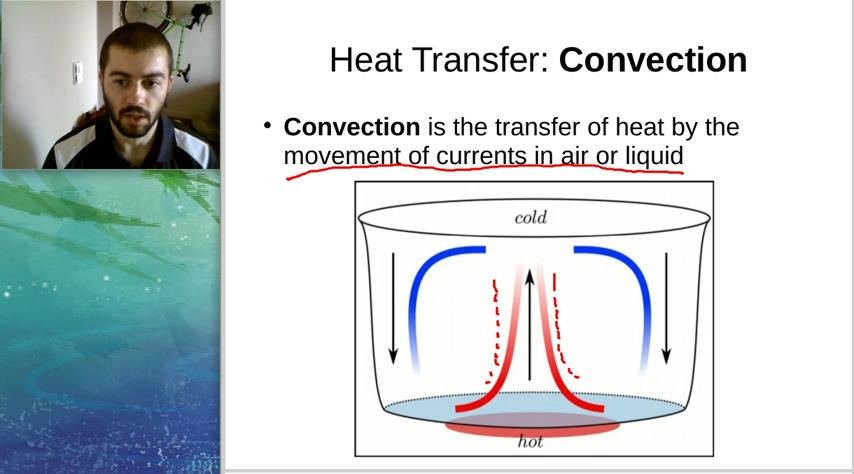 Heat Transfer: Convection
• Convection is the transfer of heat by the
movement of currents in air or liquid
cold
hot